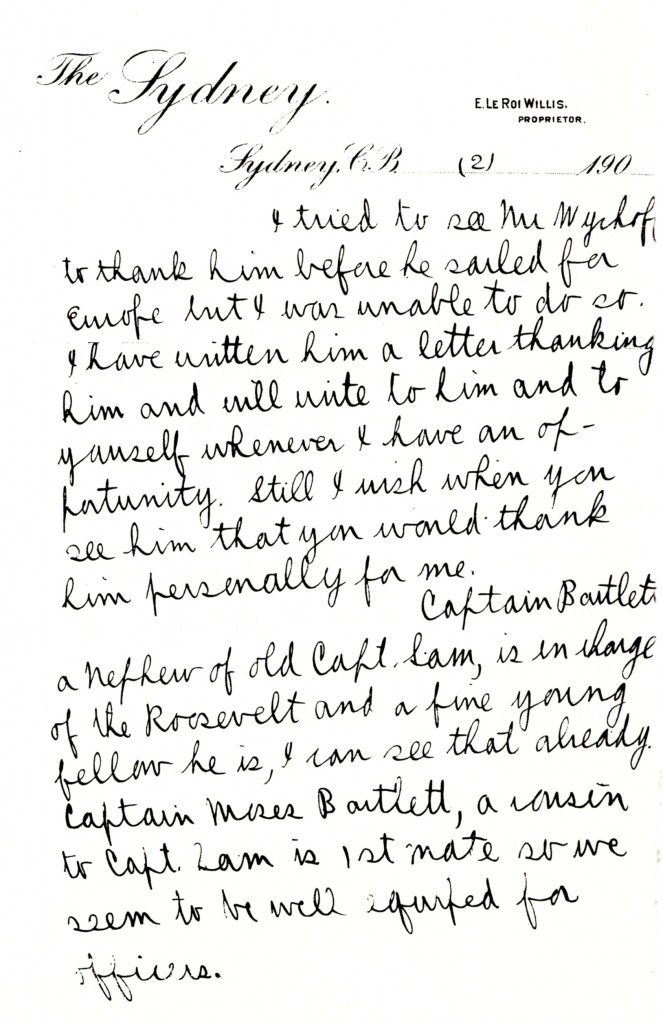 The Sydney.
E. LE ROI WILLIS.
PROPRIETOR.
Sydney, C.B. (2) 190
I tried to see Mr Wyckoff
to thank him before he sailed for
Europe but I was unable to do so.
I have written him a letter thanking
him and will write to him and to
yourself whenever I have an op-
portunity. Still I wish when you
see him that you would thank
him personally for me.
Captain Bartlett
a nephew of old Capt. Sam, is in charge
of the Roosevelt and a fine young
fellow he is, I can see that already.
Captain Moses Bartlett, a cousin
to Capt. Sam is 1st mate so we
seem to be well equipped for
officers.